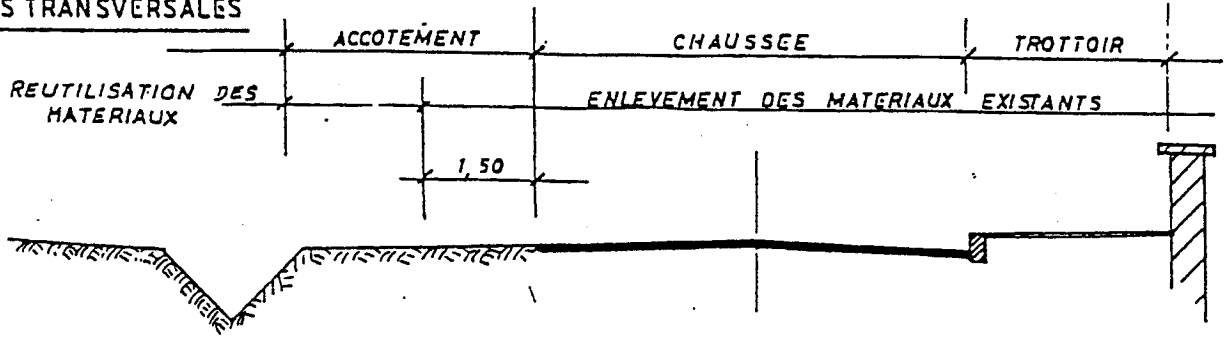 S TRANSVERSALES
ACCOTEMENT CHAUSSEE TROTTOIR
REUTILISATION DES ENLEVEMENT DES MATERIAUX EXISTANTS
MATERIAUX
1,50